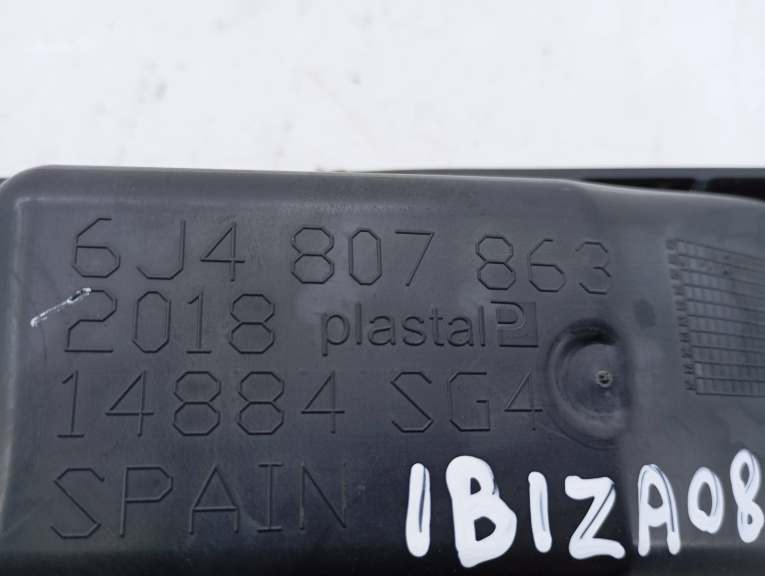 6J4 807 863
2018 plastal P
14884 SG4
SPAIN
IBIZA08